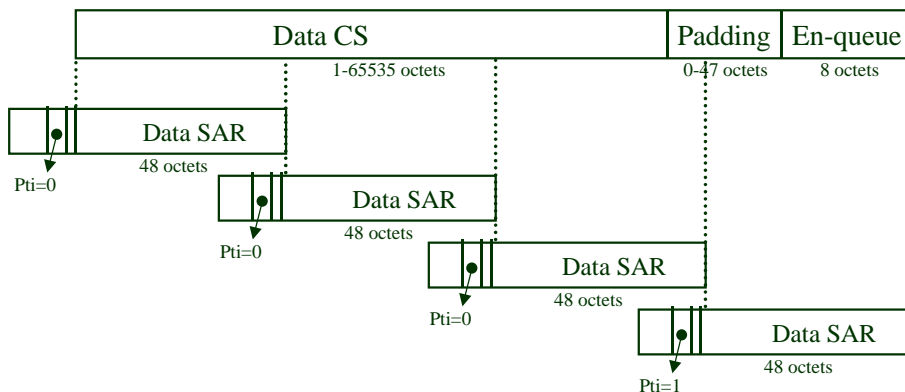 Data CS Padding En-queue
1-65535 octets 0-47 octets 8 octets
Data SAR
48 octets
Pti=0
Data SAR
48 octets
Pti=0
Data SAR
48 octets
Pti=0
Data SAR
48 octets
Pti=1